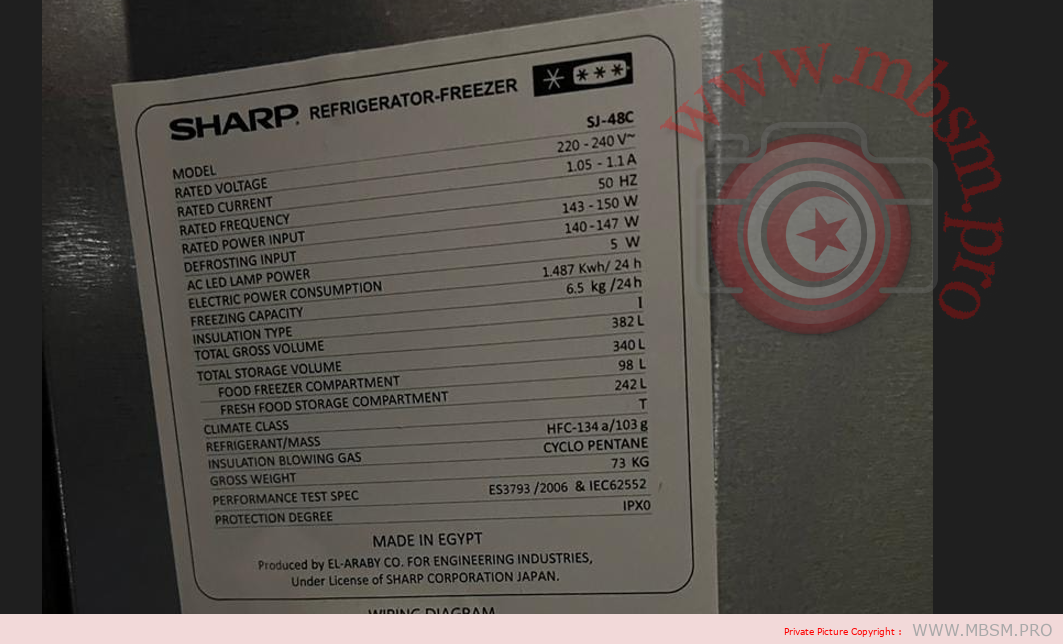 SHARP REFRIGERATOR-FREEZER
MODEL SJ-48C
RATED VOLTAGE 220 - 240 V~
RATED CURRENT 1.05 - 1.1 A
RATED FREQUENCY 50 HZ
RATED POWER INPUT 143 - 150 W
DEFROSTING INPUT 140 - 147 W
AC LED LAMP POWER 5 W
ELECTRIC POWER CONSUMPTION 1.487 Kwh/ 24 h
FREEZING CAPACITY 6.5 kg /24 h
INSULATION TYPE I
TOTAL GROSS VOLUME 382 L
TOTAL STORAGE VOLUME 340 L
FOOD FREEZER COMPARTMENT 98 L
FRESH FOOD STORAGE COMPARTMENT 242 L
CLIMATE CLASS T
REFRIGERANT/MASS HFC-134 a/103 g
INSULATION BLOWING GAS CYCLO PENTANE
GROSS WEIGHT 73 KG
PERFORMANCE TEST SPEC ES3793 /2006 & IEC62552
PROTECTION DEGREE IPX0
MADE IN EGYPT
Produced by EL-ARABY CO. FOR ENGINEERING INDUSTRIES,
Under License of SHARP CORPORATION JAPAN.
WIRING DIAGRAM
www.mbsm.pro
Private Picture Copyright : WWW.MBSM.PRO